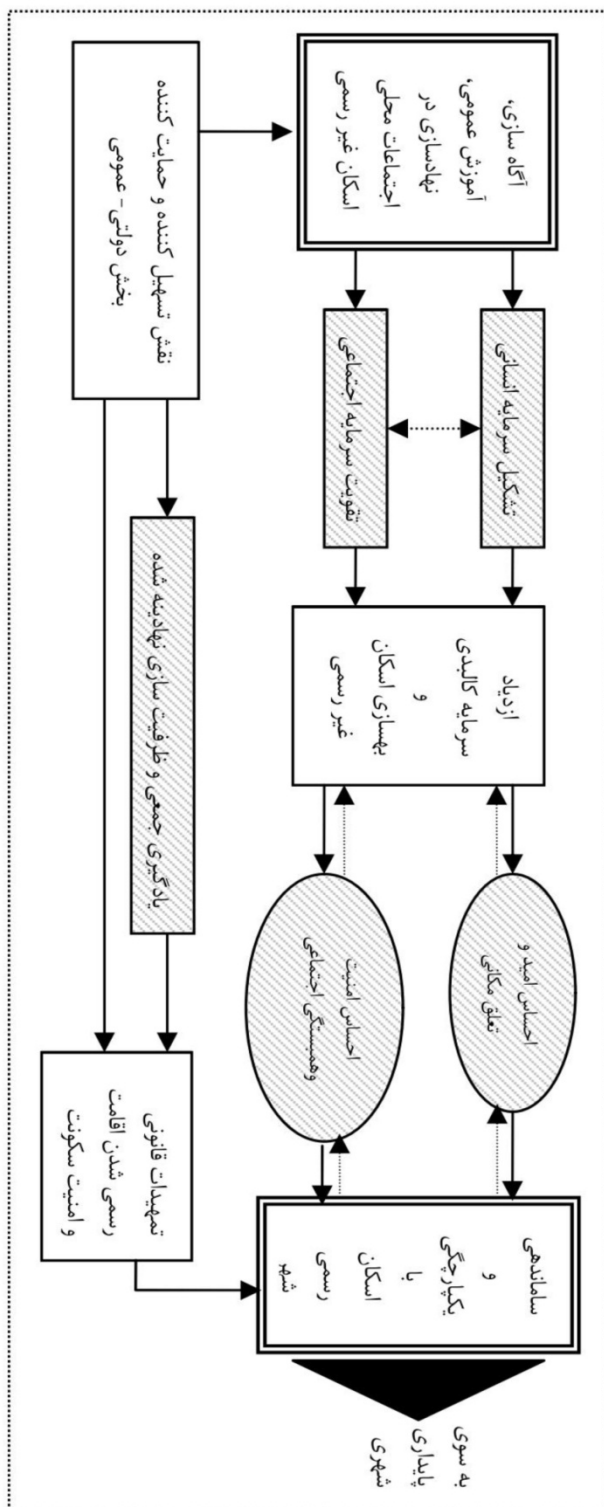 آگاه سازی،
آموزش عمومی،
نهادسازی در
اجتماعات محلی
اسکان غیر رسمی
نقش تسهیل کننده و حمایت کننده
بخش دولتی - عمومی
تشکیل سرمایه انسانی
تقویت سرمایه اجتماعی
یادگیری جمعی و ظرفیت سازی نهادینه شده
ازدیاد
سرمایه کالبدی
و
بهسازی اسکان
غیر رسمی
احساس امید و
تعلق مکانی
احساس امنیت
وهمبستگی اجتماعی
تمهیدات قانونی
رسمی شدن اقامت
و امنیت سکونت
ساماندهی
و
یکپارچگی
با
اسکان
رسمی
شهر
به سوی
پایداری
شهری